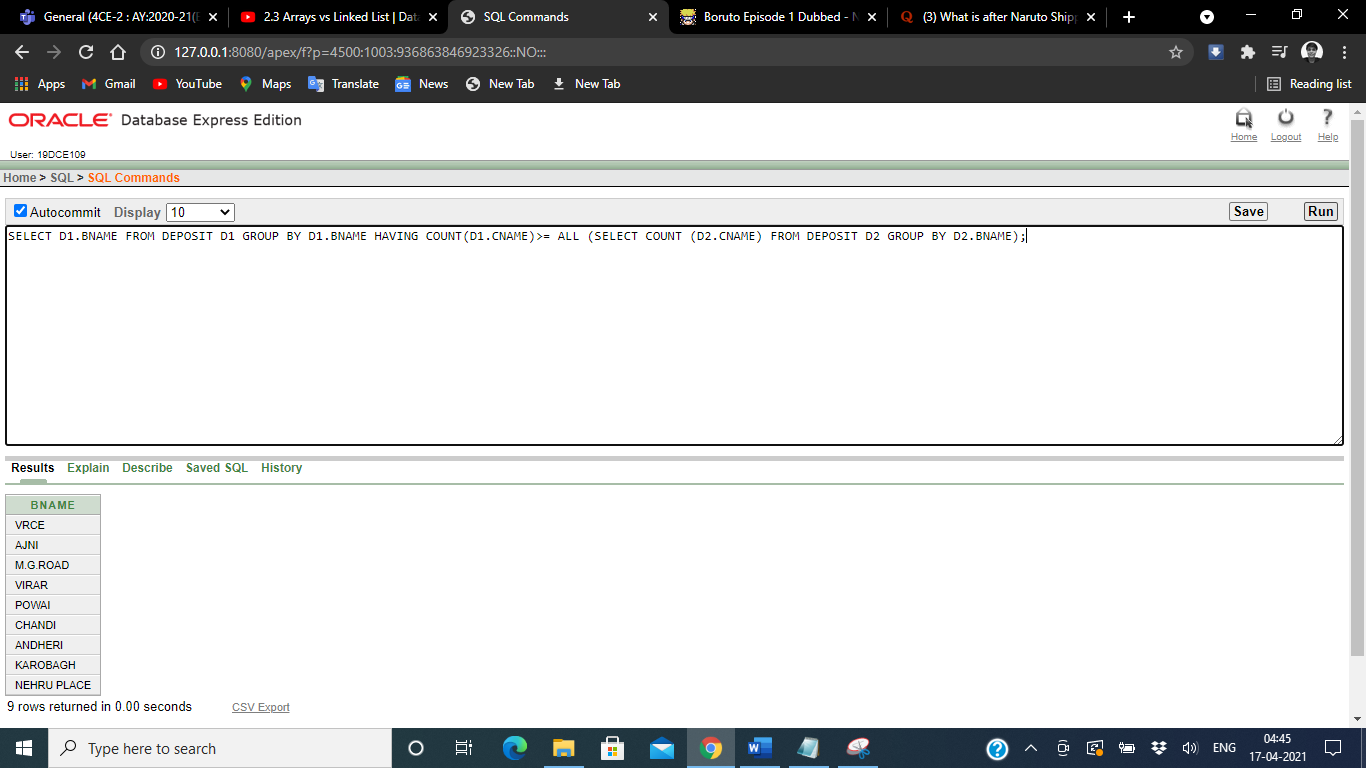 General (4CE-2 : AY:2020-21(
2.3 Arrays vs Linked List | Dat
SQL Commands
Boruto Episode 1 Dubbed -
(3) What is after Naruto Ship
127.0.0.1:8080/apex/f?p=4500:1003:936863846923326::NO:::
Apps
Gmail
YouTube
Maps
Translate
News
New Tab
New Tab
Reading list
ORACLE Database Express Edition
Home
Logout
Help
User: 19DCE109
Home > SQL > SQL Commands
Autocommit Display 10
Save
Run
SELECT D1.BNAME FROM DEPOSIT D1 GROUP BY D1.BNAME HAVING COUNT(D1.CNAME)>= ALL (SELECT COUNT (D2.CNAME) FROM DEPOSIT D2 GROUP BY D2.BNAME);
Results Explain Describe Saved SQL History
BNAME
VRCE
AJNI
M.G.ROAD
VIRAR
POWAI
CHANDI
ANDHERI
KAROBAGH
NEHRU PLACE
9 rows returned in 0.00 seconds
CSV Export
Type here to search
ENG
04:45
17-04-2021